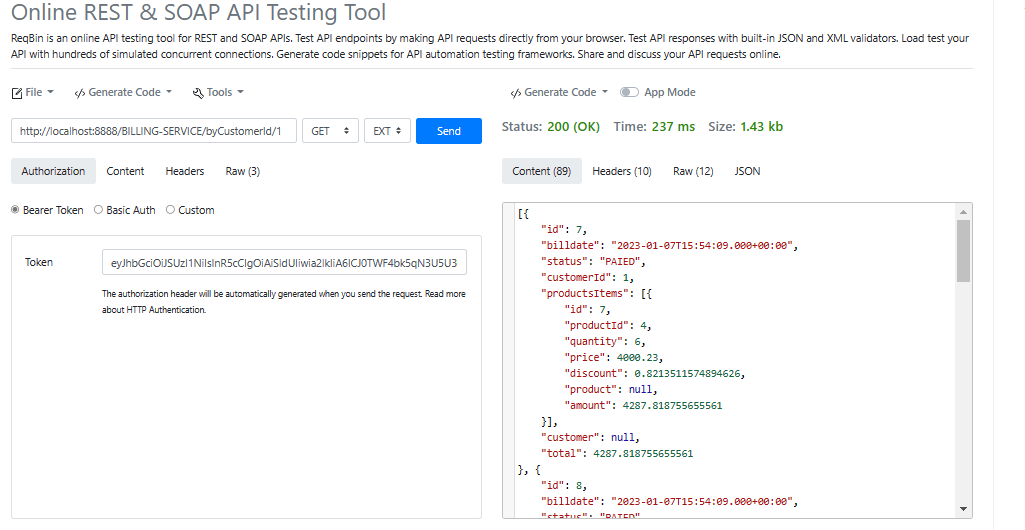 Online REST & SOAP API Testing Tool
ReqBin is an online API testing tool for REST and SOAP APIs. Test API endpoints by making API requests directly from your browser. Test API responses with built-in JSON and XML validators. Load test your
API with hundreds of simulated concurrent connections. Generate code snippets for API automation testing frameworks. Share and discuss your API requests online.
File
Generate Code
Tools
Generate Code
App Mode
http://localhost:8888/BILLING-SERVICE/byCustomerId/1
GET
EXT
Send
Status: 200 (OK) Time: 237 ms Size: 1.43 kb
Authorization
Content
Headers
Raw (3)
Content (89)
Headers (10)
Raw (12)
JSON
Bearer Token
Basic Auth
Custom
Token
The authorization header will be automatically generated when you send the request. Read more
about HTTP Authentication.
[{
"id": 7,
"billdate": "2023-01-07T15:54:09.000+00:00",
"status": "PAIED",
"customerId": 1,
"productsItems": [{
"id": 7,
"productId": 4,
"quantity": 6,
"price": 4000.23,
"discount": 0.8213511574894626,
"product": null,
"amount": 4287.818755655561
}],
"customer": null,
"total": 4287.818755655561
}, {
"id": 8,
"billdate": "2023-01-07T15:54:09.000+00:00",
"status": "PAIED"